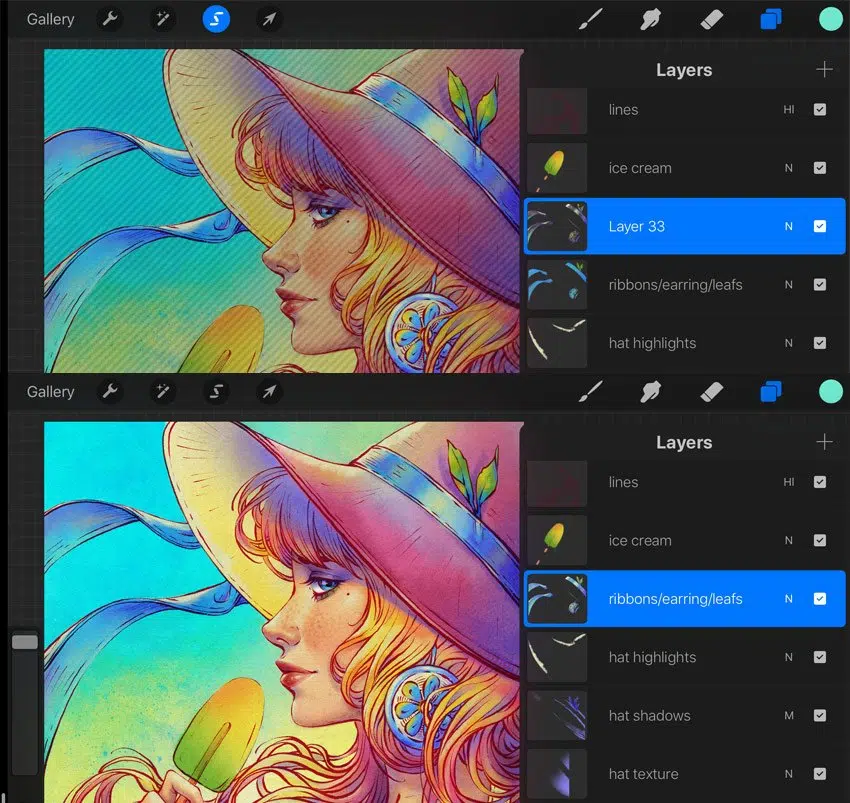 Gallery
Layers
lines HI
ice cream N
Layer 33 N
ribbons/earring/leafs N
hat highlights N
Gallery
Layers
lines HI
ice cream N
ribbons/earring/leafs N
hat highlights N
hat shadows M
hat texture N